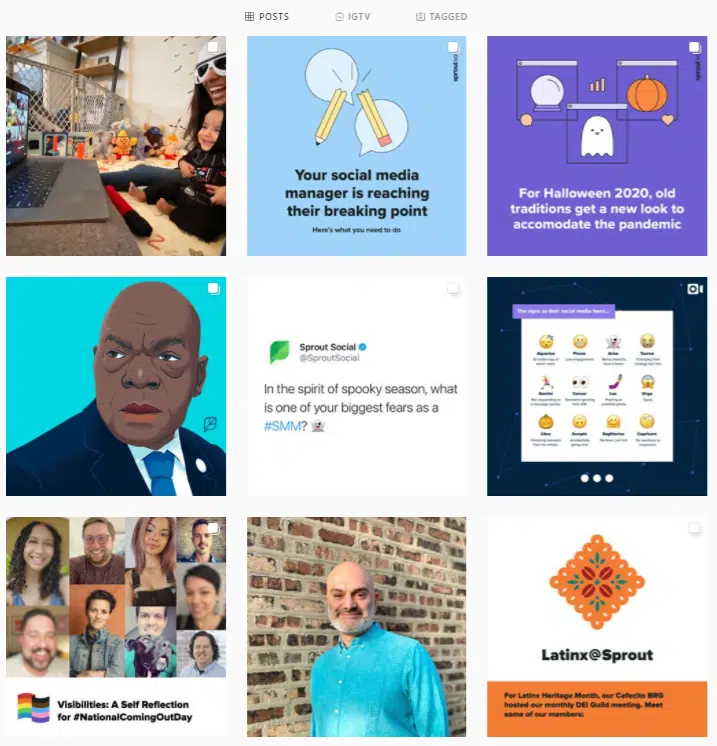 POSTS
IGTV
TAGGED
sprout
Your social media
manager is reaching
their breaking point
Here's what you need to do
sprout
For Halloween 2020, old
traditions get a new look to
accomodate the pandemic
Sprout Social
@SproutSocial
In the spirit of spooky season, what
is one of your biggest fears as a
#SMM?
The signs as their social media fears...
Aquarius
Pisces
Aries
Taurus
Gemini
Cancer
Leo
Virgo
Libra
Scorpio
Sagittarius
Capricorn
Visibilities: A Self Reflection
for #NationalComingOutDay
Latinx@Sprout
For Latinx Heritage Month, our Cafecito BRG
hosted our monthly DEI Guild meeting. Meet
some of our members: